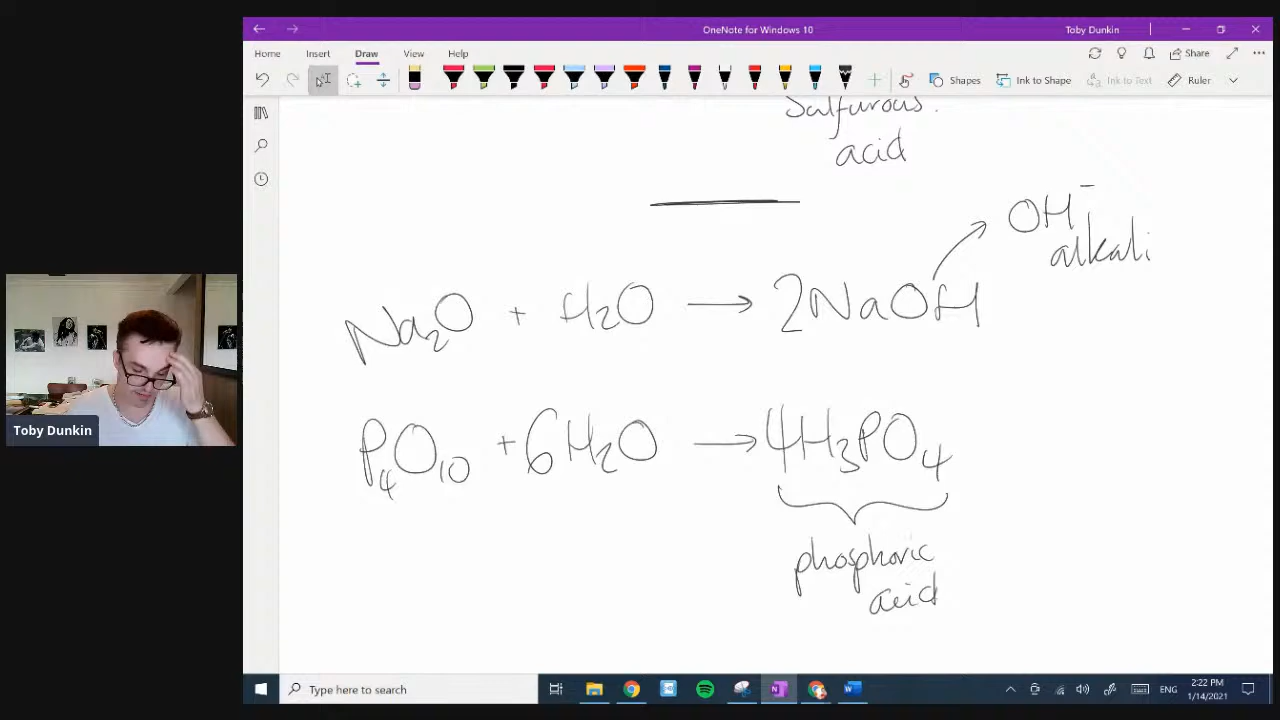 OneNote for Windows 10
Toby Dunkin
Home Insert Draw View Help
Share
Shapes Ink to Shape Ink to Text Ruler
Sulfurous.
acid
OH⁻
alkali
Na₂O + H₂O → 2NaOH
P₄O₁₀ + 6H₂O → 4H₃PO₄
phosphoric
acid
Toby Dunkin
Type here to search
ENG
2:22 PM
1/14/2021